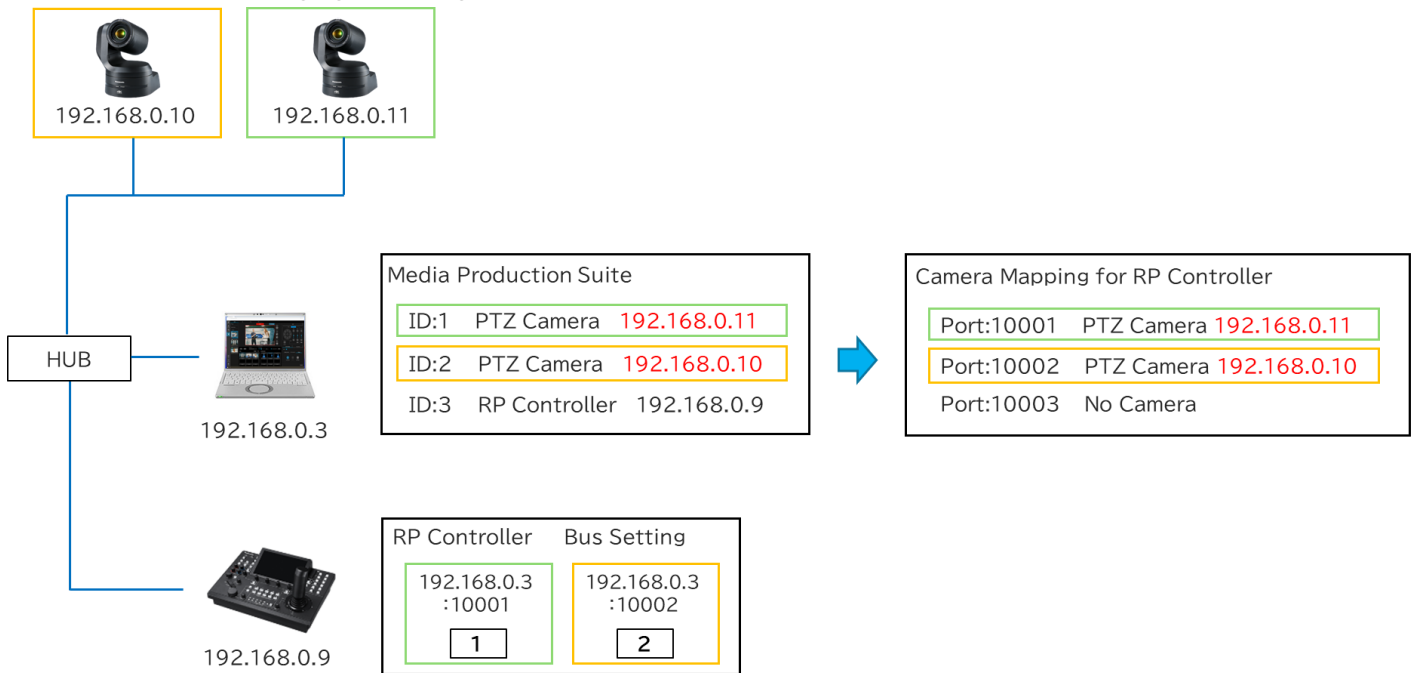 192.168.0.10
192.168.0.11
Media Production Suite
ID:1 PTZ Camera 192.168.0.11
ID:2 PTZ Camera 192.168.0.10
ID:3 RP Controller 192.168.0.9
Camera Mapping for RP Controller
Port:10001 PTZ Camera 192.168.0.11
Port:10002 PTZ Camera 192.168.0.10
Port:10003 No Camera
HUB
192.168.0.3
RP Controller Bus Setting
192.168.0.3
:10001
1
192.168.0.3
:10002
2
192.168.0.9